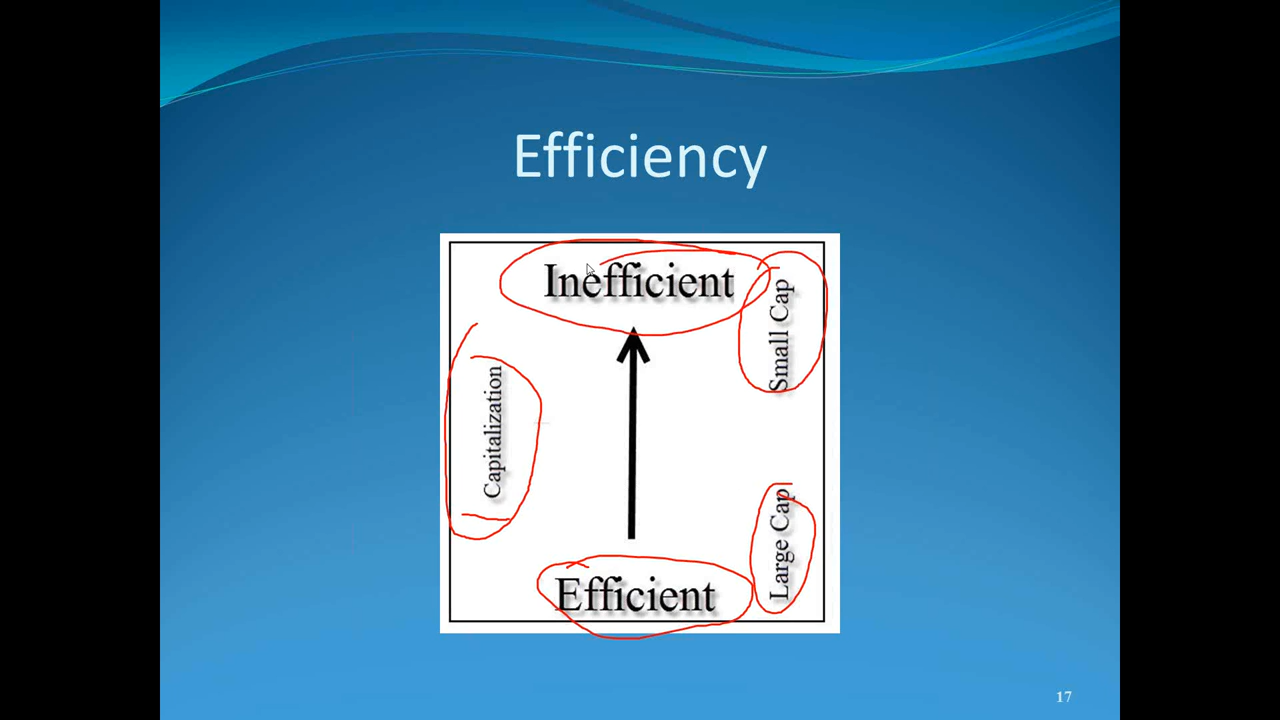 Efficiency
Inefficient
Small Cap
Capitalization
Large Cap
Efficient
17